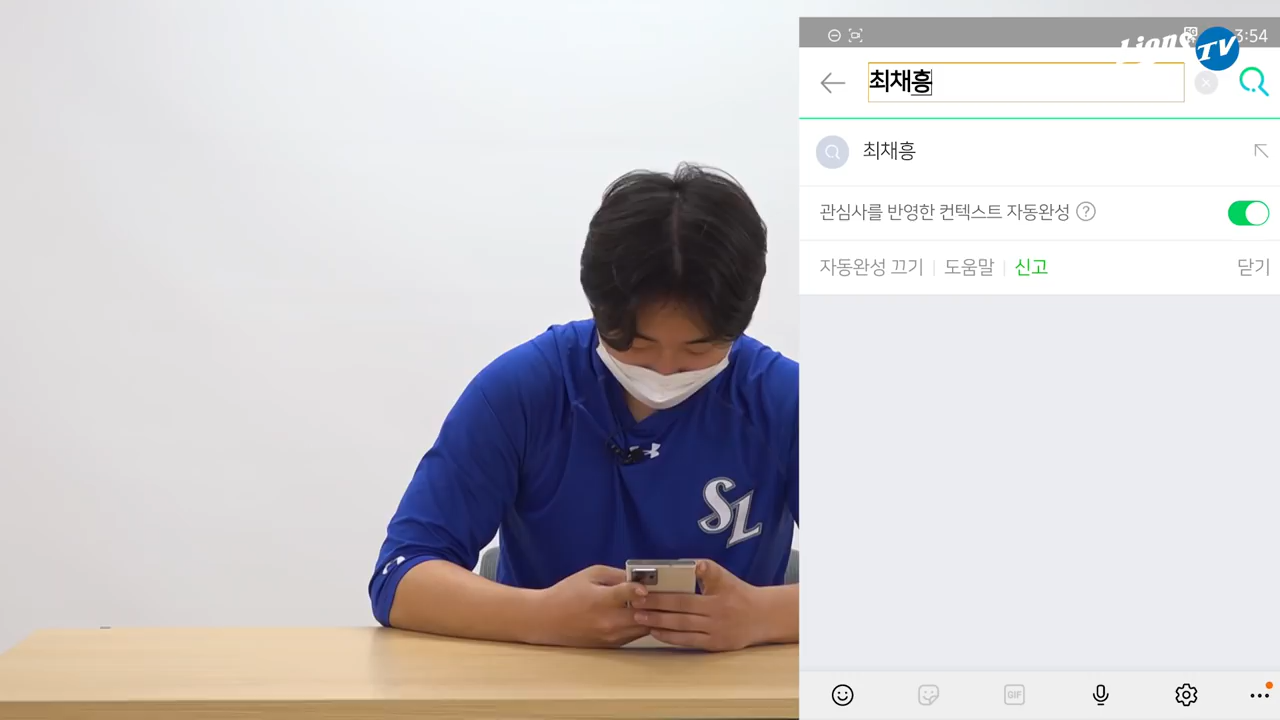 Lions TV
3:54
최채흥
최채흥
관심사를 반영한 컨텍스트 자동완성 ?
자동완성 끄기 | 도움말 | 신고
닫기
SL
GIF